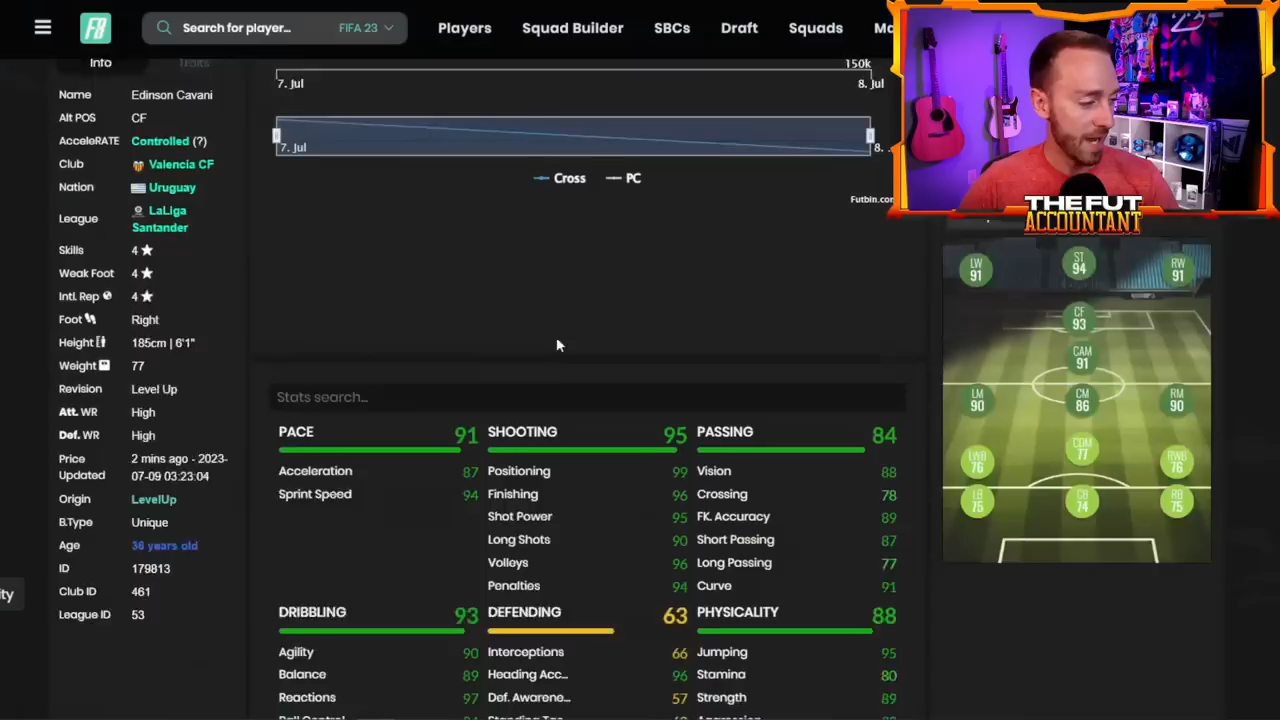 F8
Search for player...
FIFA 23
Players
Squad Builder
SBCs
Draft
Squads
Info
Traits
Name
Edinson Cavani
Alt POS
CF
AcceleRATE
Controlled (?)
Club
Valencia CF
Nation
Uruguay
League
LaLiga
Santander
Skills
4
Weak Foot
4
Intl. Rep
4
Foot
Right
Height
185cm | 6'1"
Weight
77
Revision
Level Up
Att. WR
High
Def. WR
High
Price
Updated
2 mins ago - 2023-
07-09 03:23:04
Origin
LevelUp
B.Type
Unique
Age
36 years old
ID
179813
Club ID
461
League ID
53
ity
150k
7. Jul
8. Jul
7. Jul
8.
Cross
PC
Futbin.com
Stats search...
PACE 91
Acceleration 87
Sprint Speed 94
SHOOTING 95
Positioning 99
Finishing 96
Shot Power 95
Long Shots 90
Volleys 96
Penalties 94
PASSING 84
Vision 88
Crossing 78
FK. Accuracy 89
Short Passing 87
Long Passing 77
Curve 91
DRIBBLING 93
Agility 90
Balance 89
Reactions 97
DEFENDING 63
Interceptions 66
Heading Acc... 96
Def. Awarene... 57
PHYSICALITY 88
Jumping 95
Stamina 80
Strength 89
THE FUT
ACCOUNTANT
LW
91
ST
94
RW
91
CF
93
CAM
91
LM
90
CM
86
RM
90
LWB
76
CDM
77
RWB
76
LB
75
CB
74
RB
75